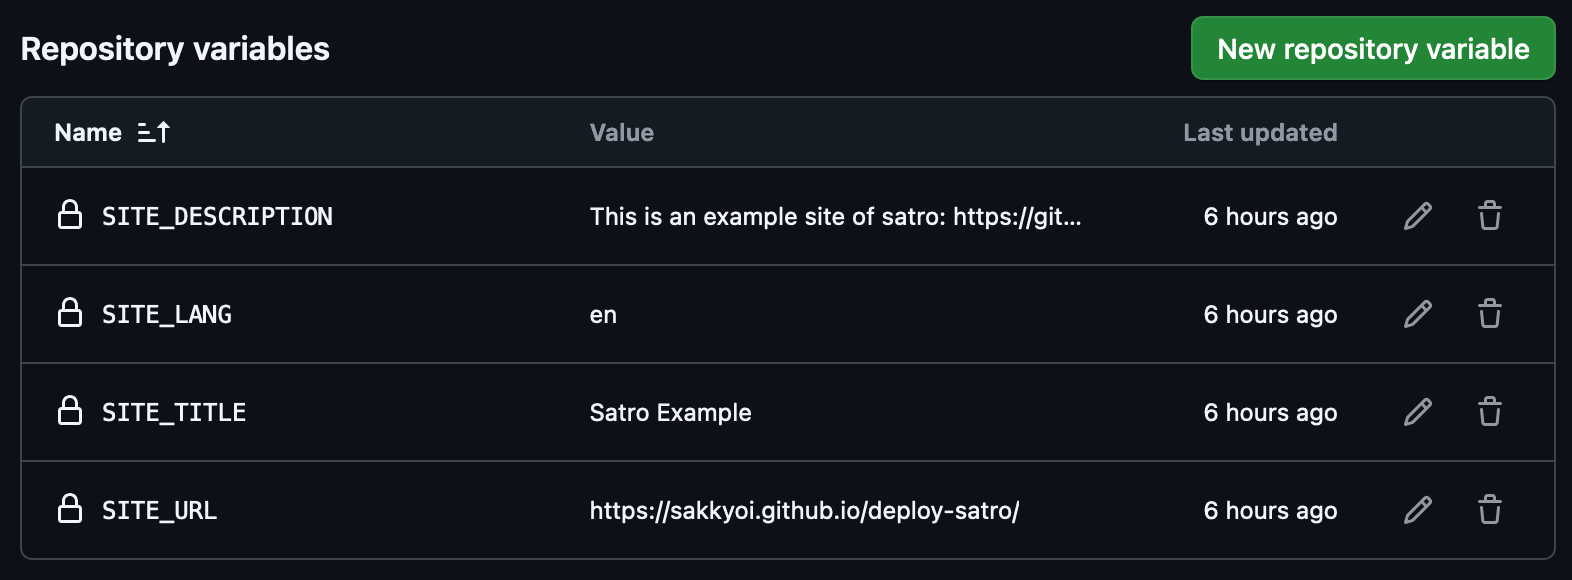 Repository variables
New repository variable
Name Value Last updated
SITE_DESCRIPTION This is an example site of satro: https://git... 6 hours ago
SITE_LANG en 6 hours ago
SITE_TITLE Satro Example 6 hours ago
SITE_URL https://sakkyoi.github.io/deploy-satro/ 6 hours ago